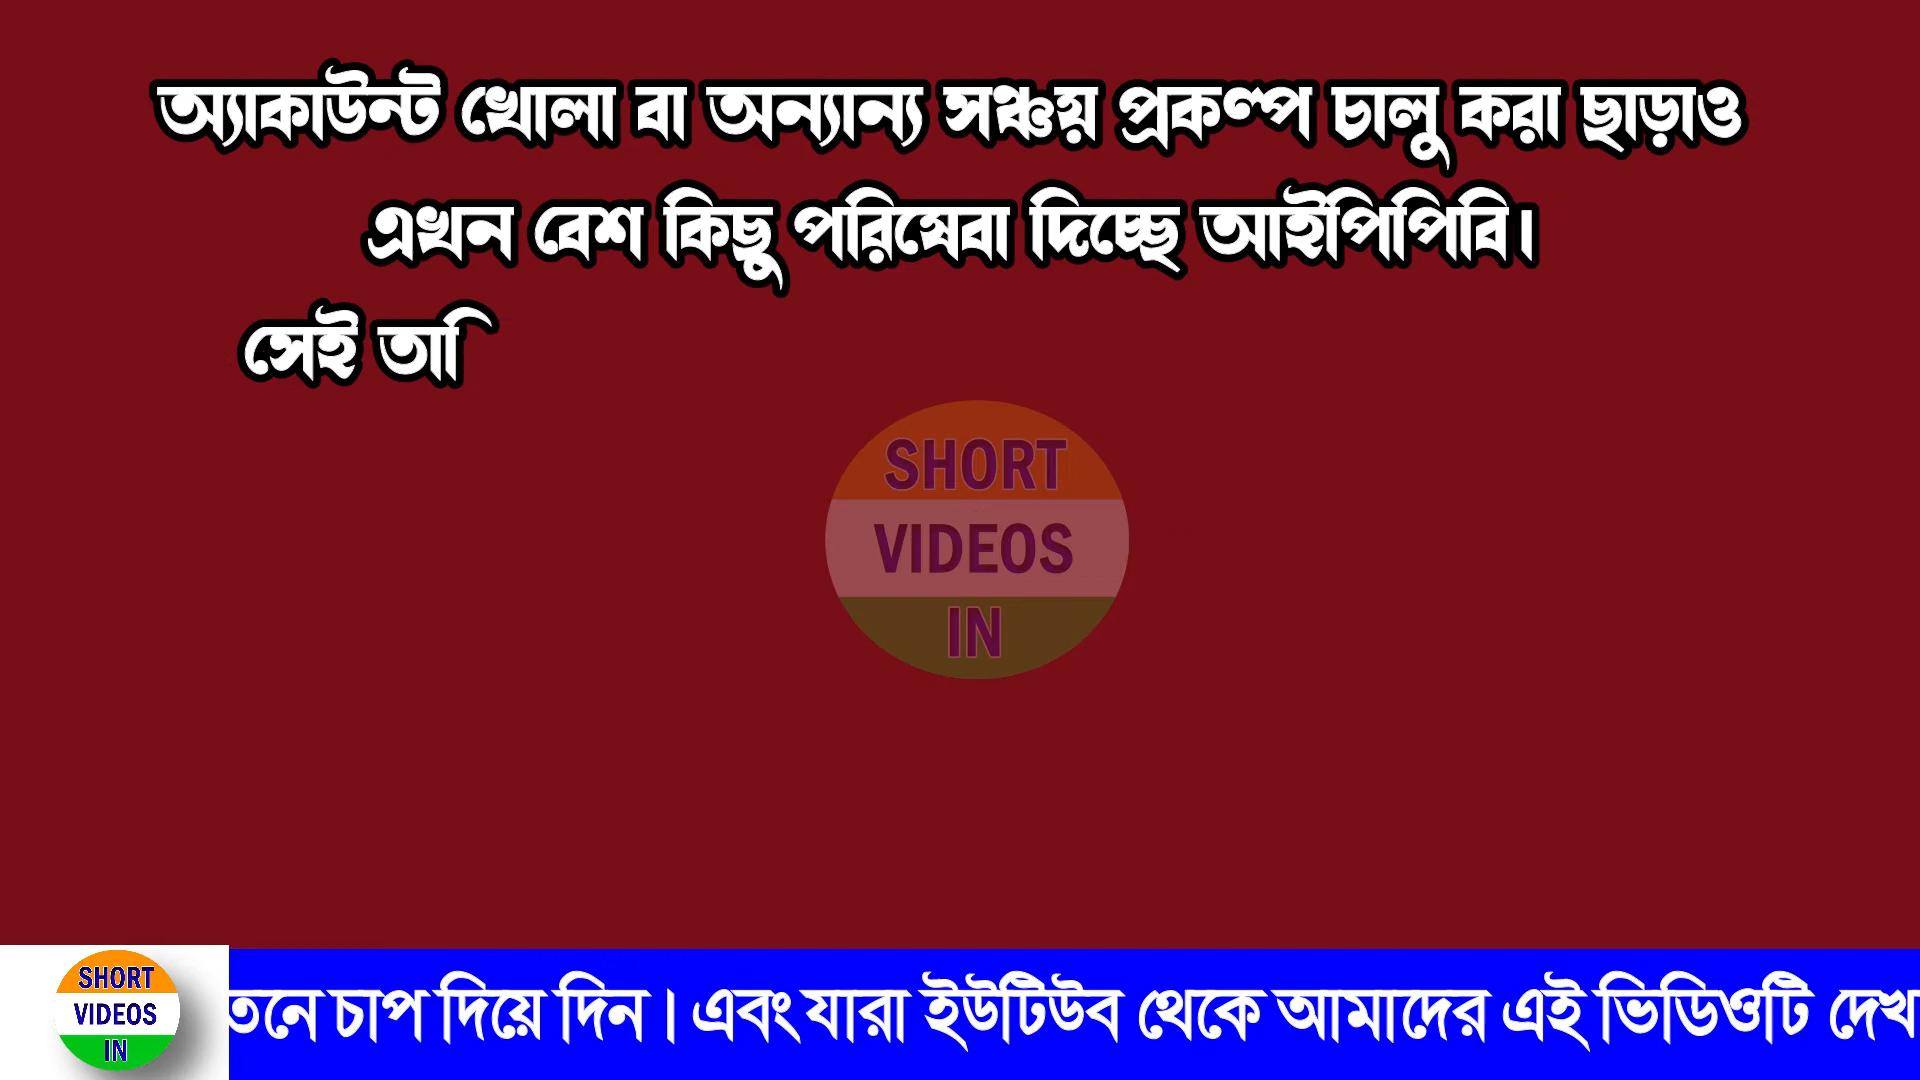 অ্যাকাউন্ট খোলা বা অন্যান্য সঞ্চয় প্রকল্প চালু করা ছাড়াও
এখন বেশ কিছু পরিষেবা দিচ্ছে আইপিপিবি।
সেই তাি
SHORT
VIDEOS
IN
SHORT
VIDEOS
IN
তনে চাপ দিয়ে দিন। এবং যারা ইউটিউব থেকে আমাদের এই ভিডিওটি দেখ